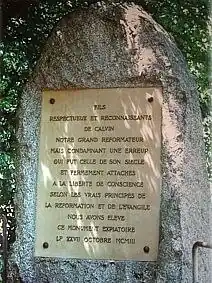 FILS
RESPECTUEUX ET RECONNAISSANTS
DE CALVIN
NOTRE GRAND REFORMATEUR
MAIS CONDAMNANT UNE ERREUR
QUI FUT CELLE DE SON SIECLE
ET FERMEMENT ATTACHES
A LA LIBERTE DE CONSCIENCE
SELON LES VRAIS PRINCIPES DE
LA REFORMATION ET DE L'EVANGILE
NOUS AVONS ELEVE
CE MONUMENT EXPIATOIRE
LE XXVII OCTOBRE MCMIII